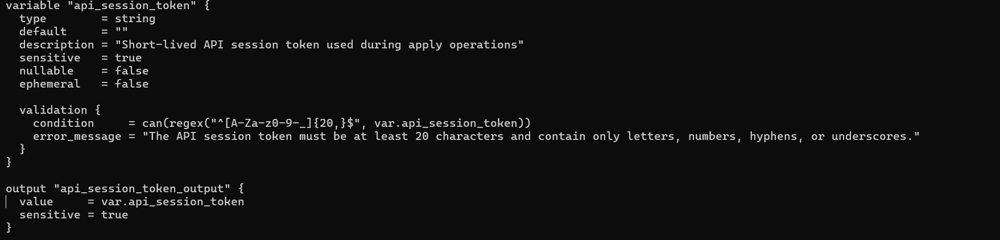 variable "api_session_token" {
  type        = string
  default     = ""
  description = "Short-lived API session token used during apply operations"
  sensitive   = true
  nullable    = false
  ephemeral   = false

  validation {
    condition     = can(regex("^[A-Za-z0-9-_]{20,}$", var.api_session_token))
    error_message = "The API session token must be at least 20 characters and contain only letters, numbers, hyphens, or underscores."
  }
}

output "api_session_token_output" {
  value     = var.api_session_token
  sensitive = true
}